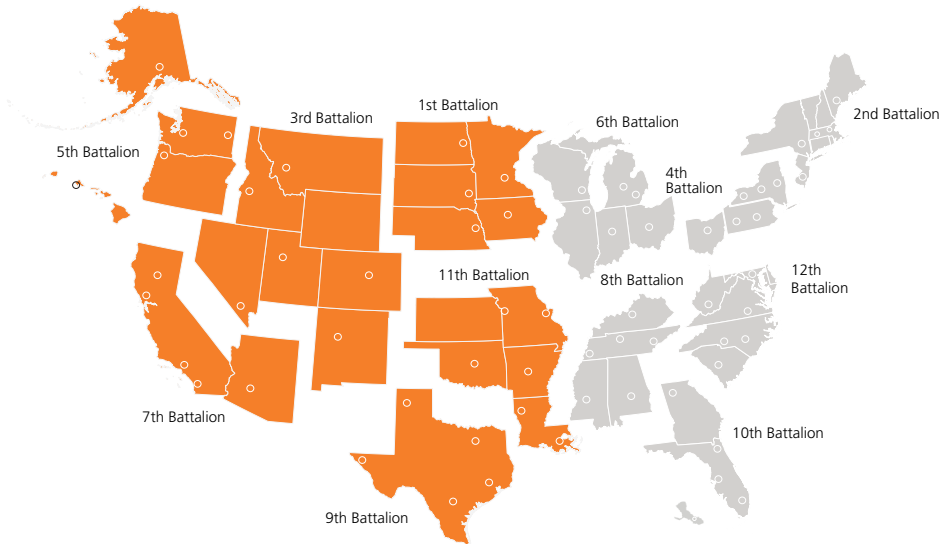 1st Battalion
3rd Battalion
6th Battalion
2nd Battalion
5th Battalion
4th
Battalion
11th Battalion
8th Battalion
12th
Battalion
7th Battalion
10th Battalion
9th Battalion